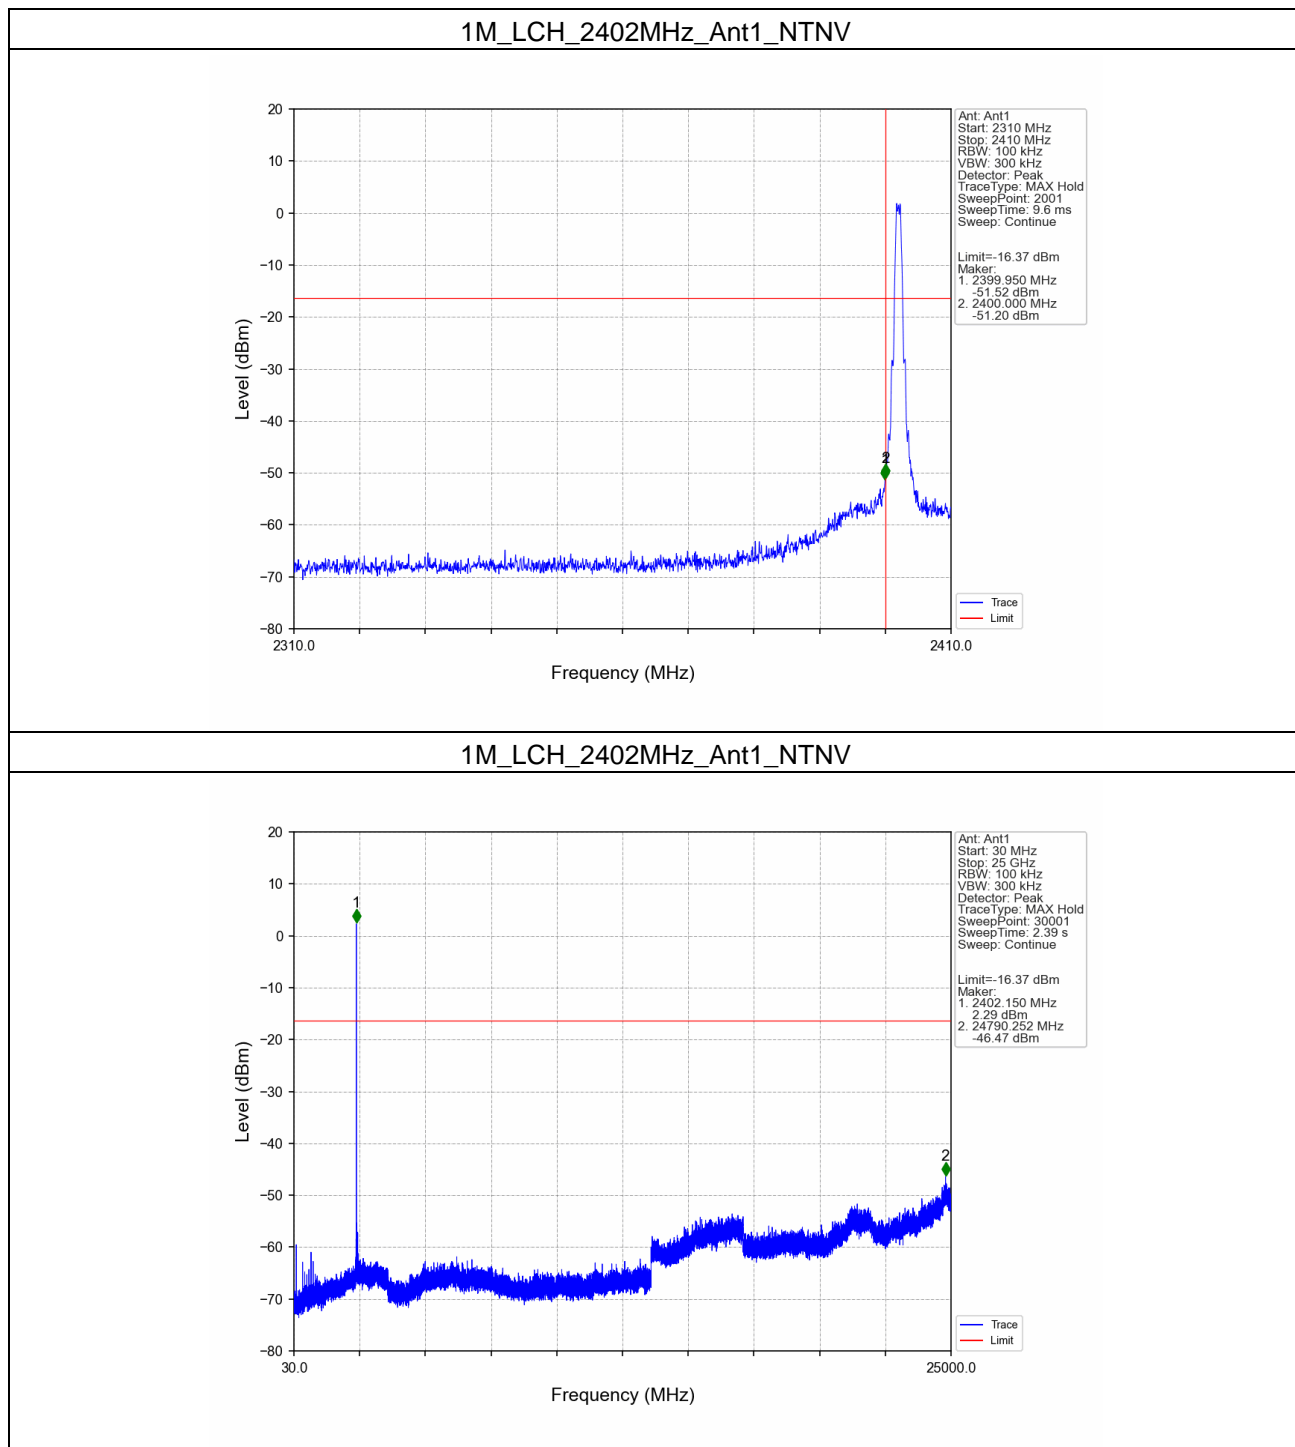 1M_LCH_2402MHz_Ant1_NTNV
20
10
0
−10
−20
−30
−40
−50
−60
−70
−80
Level (dBm)
2310.0
2410.0
Frequency (MHz)
2
Ant: Ant1
Start: 2310 MHz
Stop: 2410 MHz
RBW: 100 kHz
VBW: 300 kHz
Detector: Peak
TraceType: MAX Hold
SweepPoint: 2001
SweepTime: 9.6 ms
Sweep: Continue
Limit=-16.37 dBm
Maker:
1. 2399.950 MHz
-51.52 dBm
2. 2400.000 MHz
-51.20 dBm
Trace
Limit
1M_LCH_2402MHz_Ant1_NTNV
20
10
0
−10
−20
−30
−40
−50
−60
−70
−80
Level (dBm)
30.0
25000.0
Frequency (MHz)
1
2
Ant: Ant1
Start: 30 MHz
Stop: 25 GHz
RBW: 100 kHz
VBW: 300 kHz
Detector: Peak
TraceType: MAX Hold
SweepPoint: 30001
SweepTime: 2.39 s
Sweep: Continue
Limit=-16.37 dBm
Maker:
1. 2402.150 MHz
2.29 dBm
2. 24790.252 MHz
-46.47 dBm
Trace
Limit